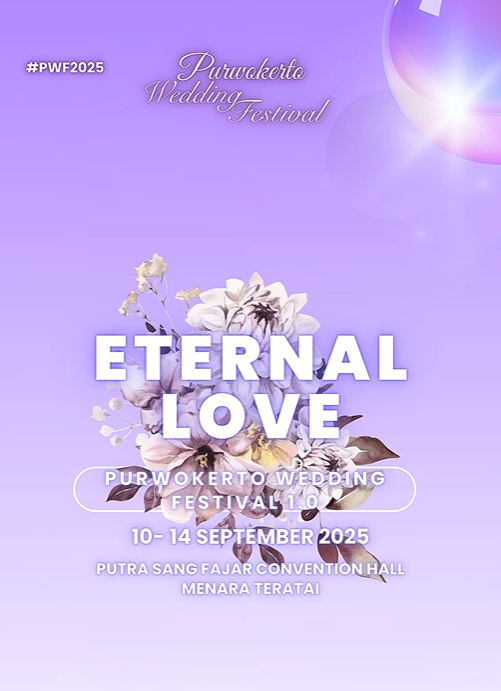 #PWF2025
Purwokerto
Wedding
Festival
ETERNAL
LOVE
PURWOKERTO WEDDING
FESTIVAL 1.0
10- 14 SEPTEMBER 2025
PUTRA SANG FAJAR CONVENTION HALL
MENARA TERATAI